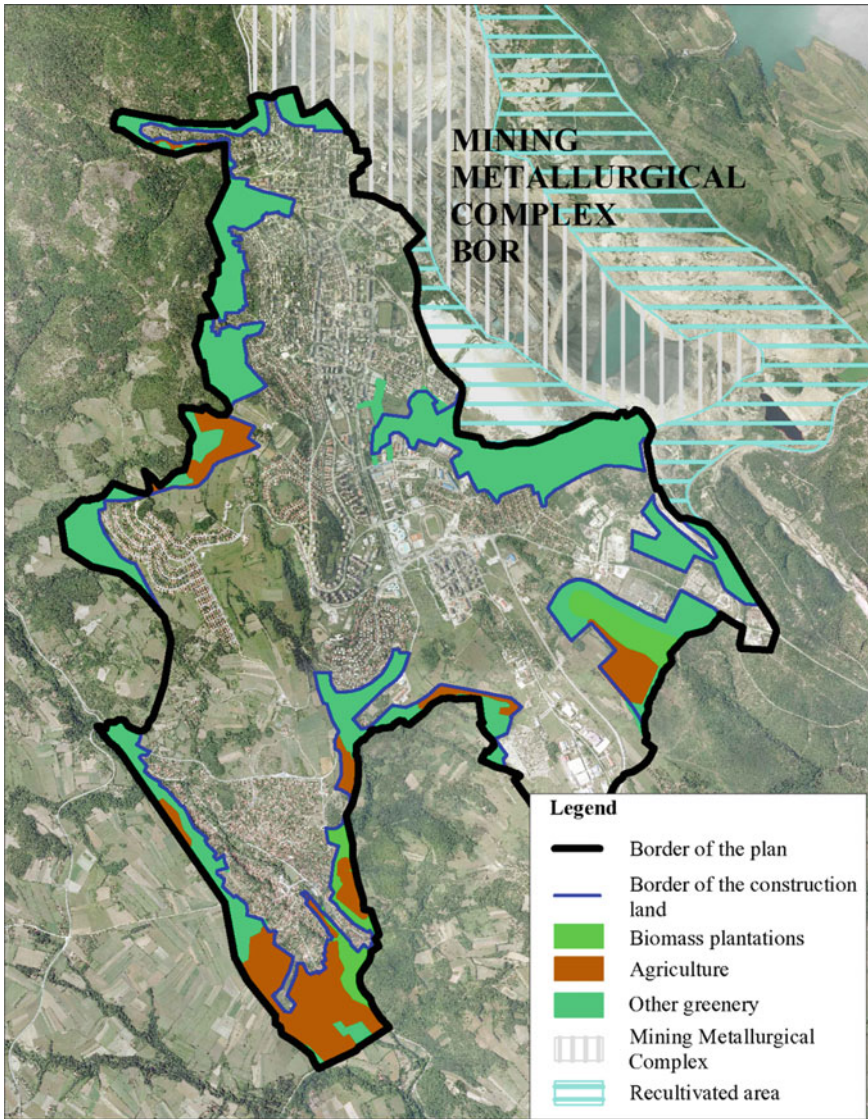 MINING
METALLURGICAL
COMPLEX
BOR
Legend
Border of the plan
Border of the construction
land
Biomass plantations
Agriculture
Other greenery
Mining Metallurgical
Complex
Recultivated area